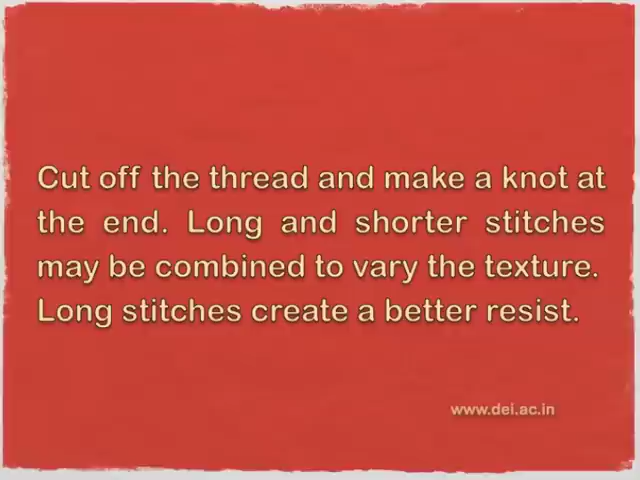 Cut off the thread and make a knot at
the end. Long and shorter stitches
may be combined to vary the texture.
Long stitches create a better resist.
www.dei.ac.in